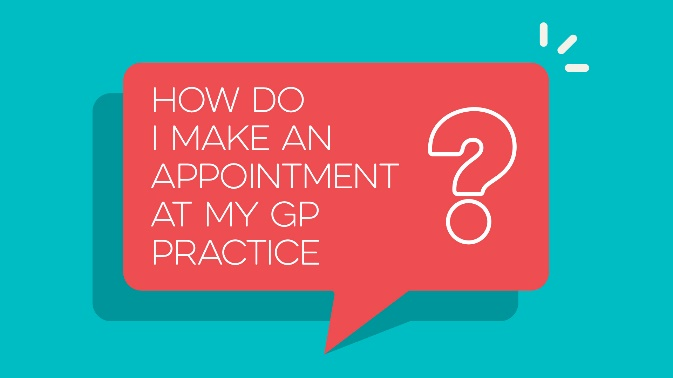 HOW DO
I MAKE AN
APPOINTMENT
AT MY GP
PRACTICE
?